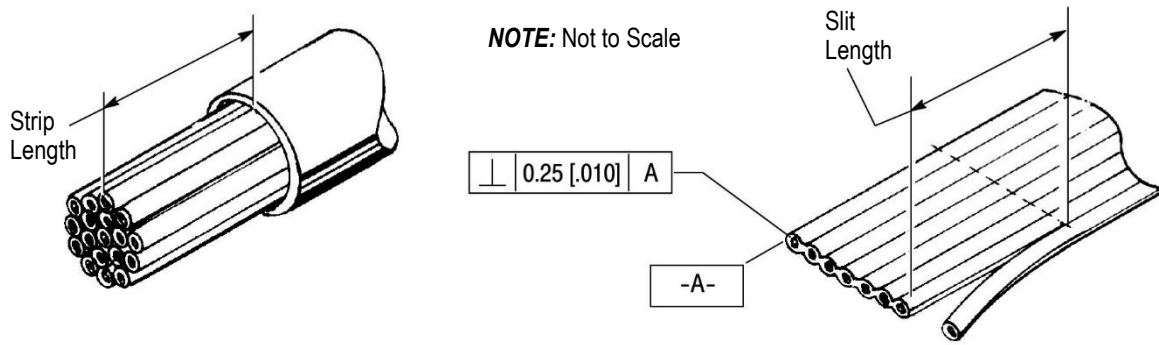 NOTE: Not to Scale
Strip
Length
Slit
Length
⊥ 0.25 [.010] A
-A-